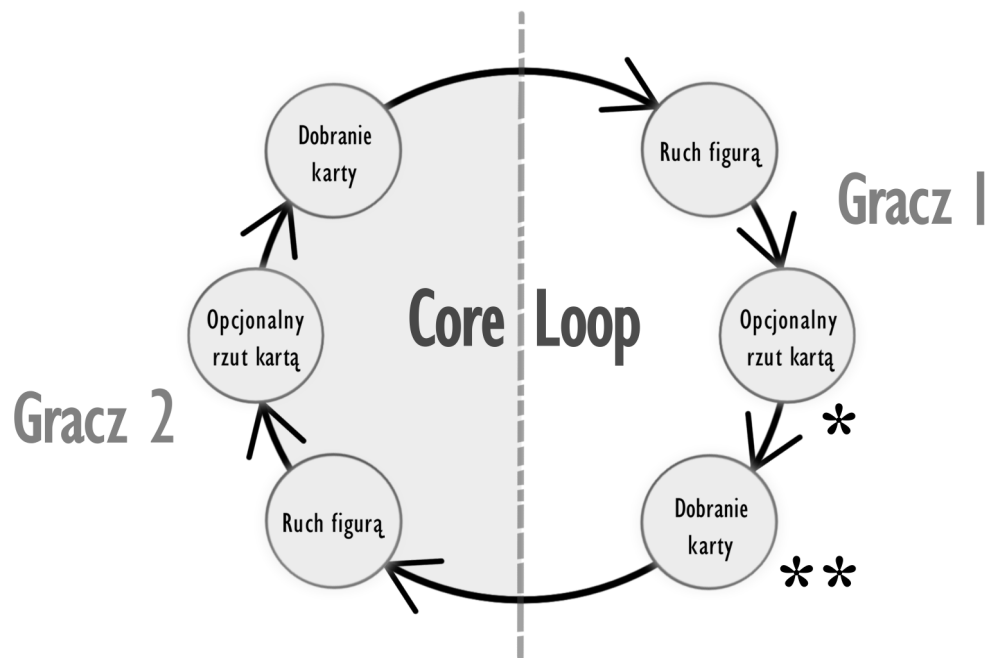 Dobranie
karty
Ruch figurą
Gracz 1
Opcjonalny
rzut kartą
Core Loop
Opcjonalny
rzut kartą
*
Gracz 2
Ruch figurą
Dobranie
karty
**